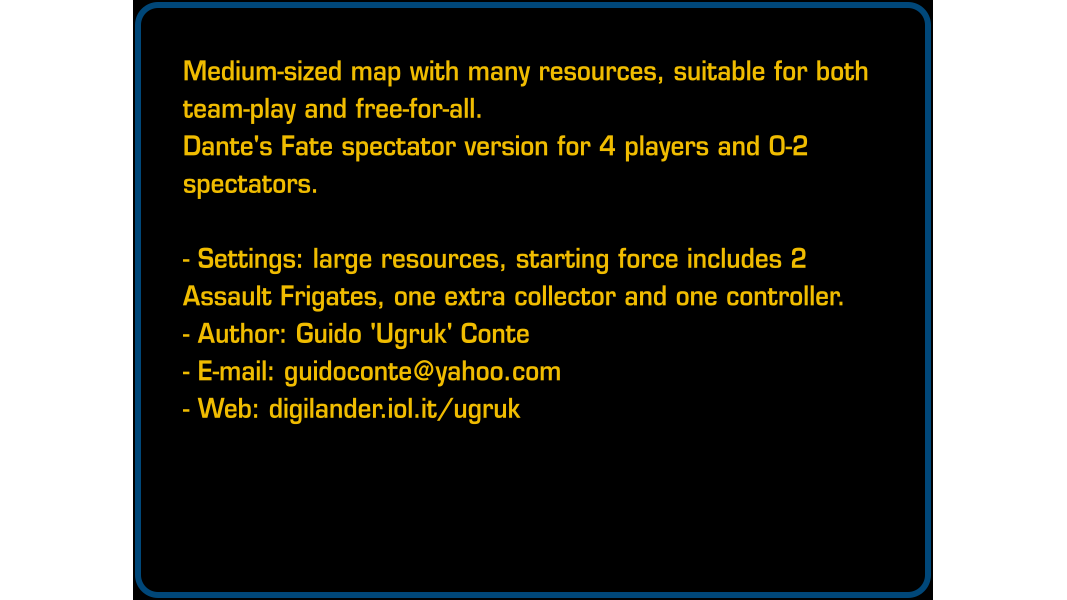 Medium-sized map with many resources, suitable for both
team-play and free-for-all.
Dante's Fate spectator version for 4 players and 0-2
spectators.
- Settings: large resources, starting force includes 2
Assault Frigates, one extra collector and one controller.
- Author: Guido 'Ugruk' Conte
- E-mail: guidoconte@yahoo.com
- Web: digilander.iol.it/ugruk